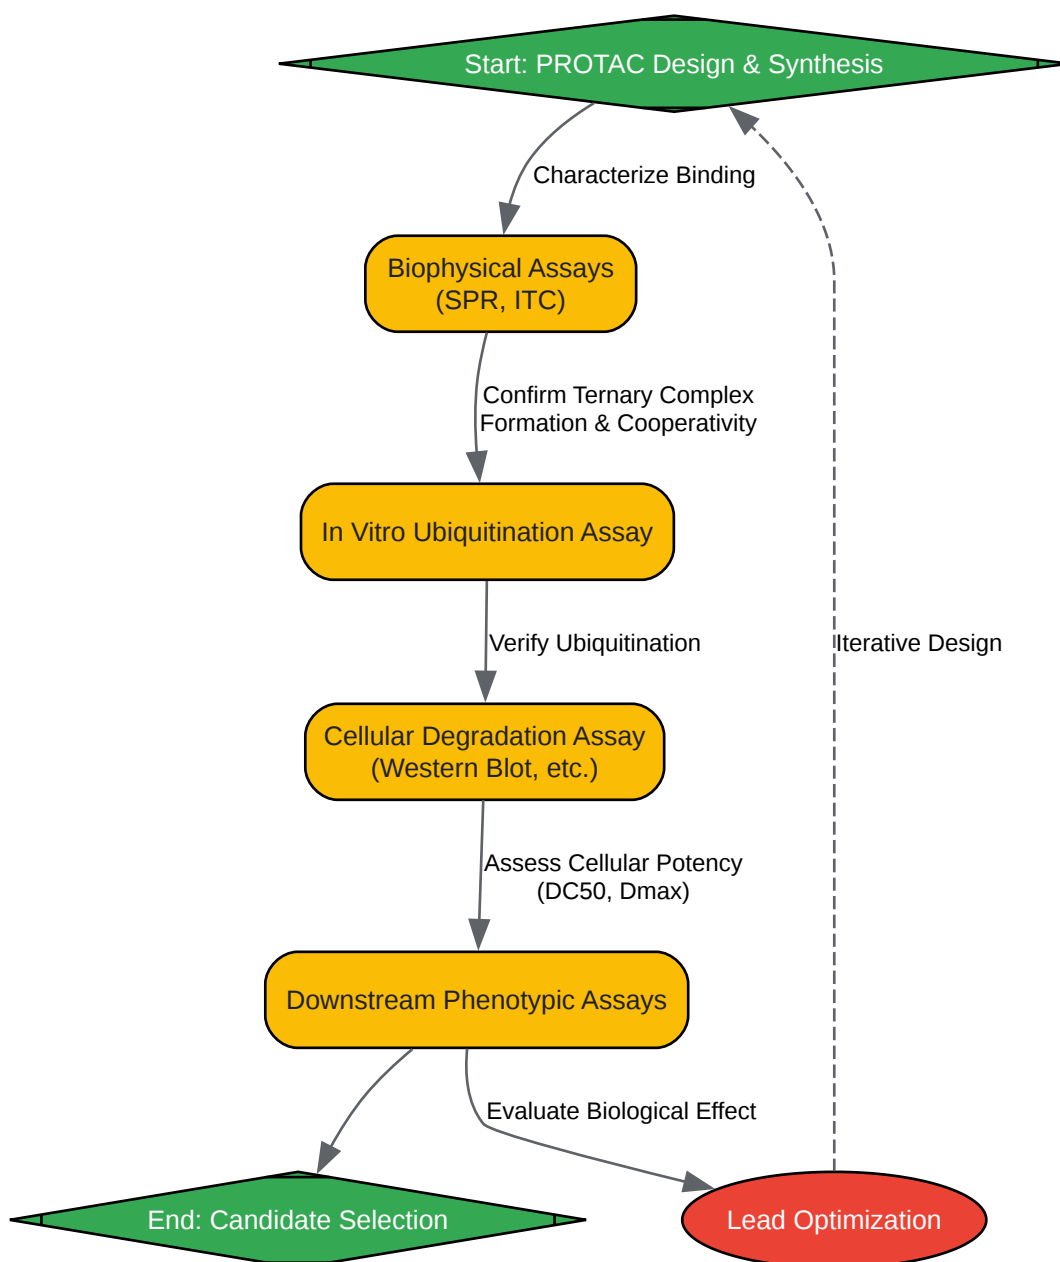 Start: PROTAC Design & Synthesis
Characterize Binding
Biophysical Assays
(SPR, ITC)
Confirm Ternary Complex
Formation & Cooperativity
In Vitro Ubiquitination Assay
Verify Ubiquitination
Iterative Design
Cellular Degradation Assay
(Western Blot, etc.)
Assess Cellular Potency
(DC50, Dmax)
Downstream Phenotypic Assays
Evaluate Biological Effect
End: Candidate Selection
Lead Optimization